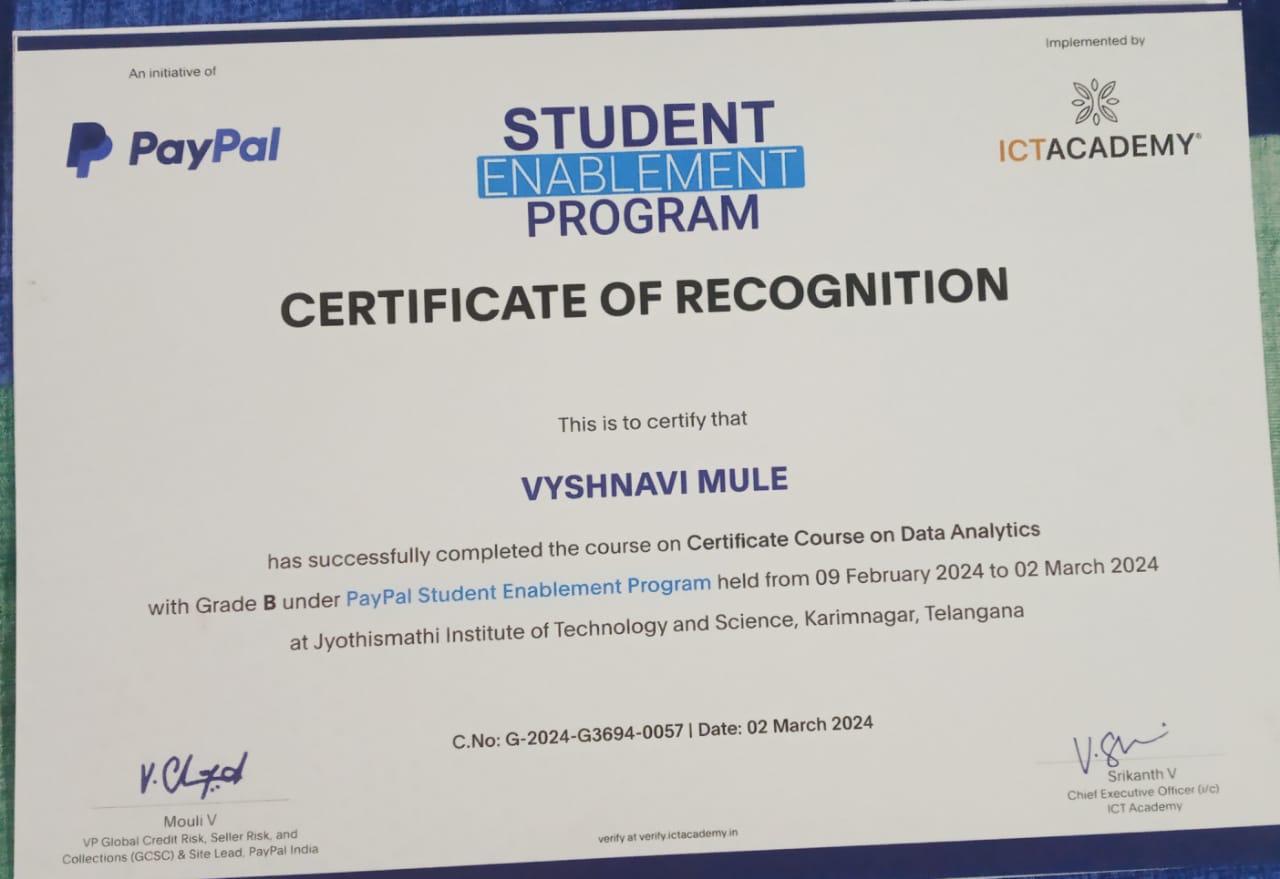 An initiative of
PayPal
STUDENT
ENABLEMENT
PROGRAM
Implemented by
ICTACADEMY®
CERTIFICATE OF RECOGNITION
This is to certify that
VYSHNAVI MULE
has successfully completed the course on Certificate Course on Data Analytics
with Grade B under PayPal Student Enablement Program held from 09 February 2024 to 02 March 2024
at Jyothismathi Institute of Technology and Science, Karimnagar, Telangana
C.No: G-2024-G3694-0057 | Date: 02 March 2024
Mouli V
VP Global Credit Risk, Seller Risk, and
Collections (GCSC) & Site Lead, PayPal India
verify at verify.ictacademy.in
Srikanth V
Chief Executive Officer (i/c)
ICT Academy